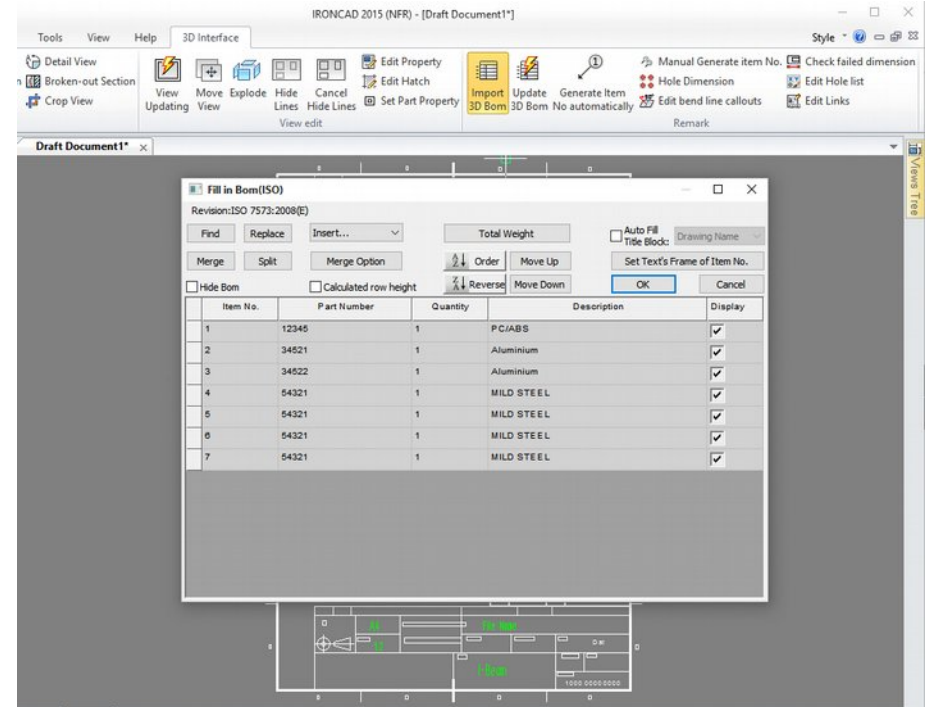 IRONCAD 2015 (NFR) - [Draft Document1*]
Tools View Help 3D Interface Style
Detail View
Broken-out Section
Crop View
View Updating
Move View
Explode
Hide Lines
Cancel Hide Lines
Edit Property
Edit Hatch
Set Part Property
View edit
Import 3D Bom
Update 3D Bom
Generate Item No automatically
Manual Generate item No.
Hole Dimension
Edit bend line callouts
Check failed dimension
Edit Hole list
Edit Links
Remark
Draft Document1*
Views Tree
Fill in Bom(ISO)
Revision:ISO 7573:2008(E)
Find Replace Insert... Total Weight Auto Fill Title Block: Drawing Name
Merge Split Merge Option Order Move Up Set Text's Frame of Item No.
Hide Bom Calculated row height Reverse Move Down OK Cancel
Item No. Part Number Quantity Description Display
1 12345 1 PC/ABS
2 34521 1 Aluminium
3 34522 1 Aluminium
4 54321 1 MILD STEEL
5 54321 1 MILD STEEL
6 54321 1 MILD STEEL
7 54321 1 MILD STEEL
A4
1:2
I-Beam
1000 0000 0000